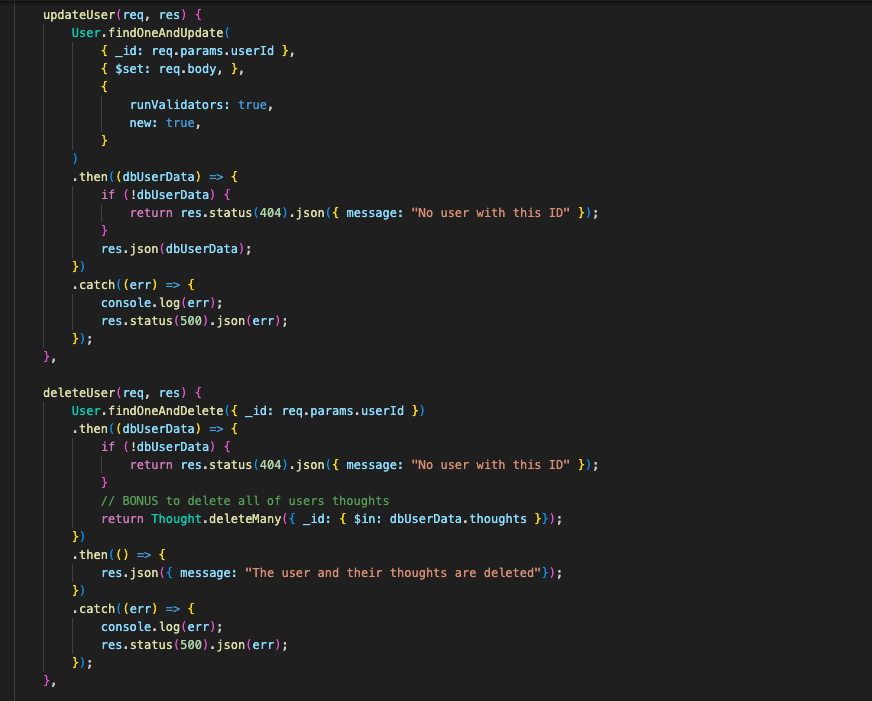 updateUser(req, res) {
    User.findOneAndUpdate(
        { _id: req.params.userId },
        { $set: req.body, },
        {
            runValidators: true,
            new: true,
        }
    )
    .then((dbUserData) => {
        if (!dbUserData) {
            return res.status(404).json({ message: "No user with this ID" });
        }
        res.json(dbUserData);
    })
    .catch((err) => {
        console.log(err);
        res.status(500).json(err);
    });
},

deleteUser(req, res) {
    User.findOneAndDelete({ _id: req.params.userId })
    .then((dbUserData) => {
        if (!dbUserData) {
            return res.status(404).json({ message: "No user with this ID" });
        }
        // BONUS to delete all of users thoughts
        return Thought.deleteMany({ _id: { $in: dbUserData.thoughts }});
    })
    .then(() => {
        res.json({ message: "The user and their thoughts are deleted"});
    })
    .catch((err) => {
        console.log(err);
        res.status(500).json(err);
    });
},